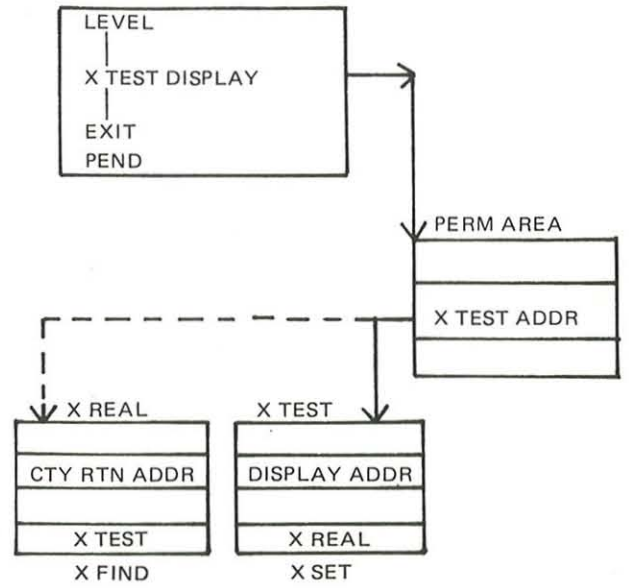 LEVEL
X TEST DISPLAY
EXIT
PEND
PERM AREA
X TEST ADDR
X REAL
CTY RTN ADDR
X TEST
X FIND
X TEST
DISPLAY ADDR
X REAL
X SET